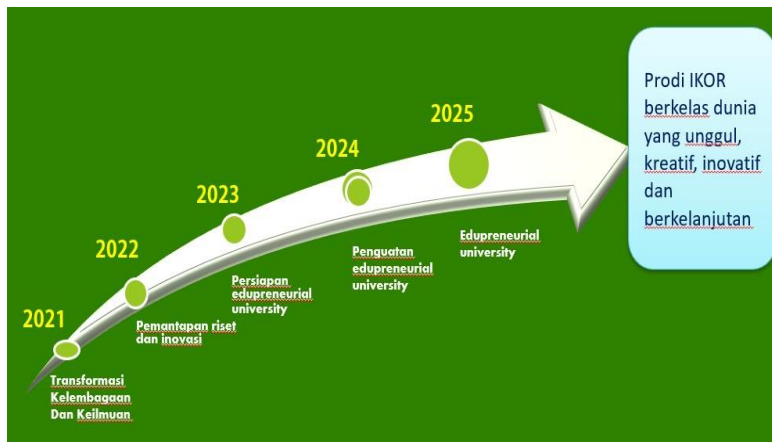 2021
Transformasi
Kelembagaan
Dan Keilmuan
2022
Pemantapan riset
dan inovasi
2023
Persiapan
edupreneurial
university
2024
Penguatan
edupreneurial
university
2025
Edupreneurial
university
Prodi IKOR
berkelas dunia
yang unggul,
kreatif, inovatif
dan
berkelanjutan